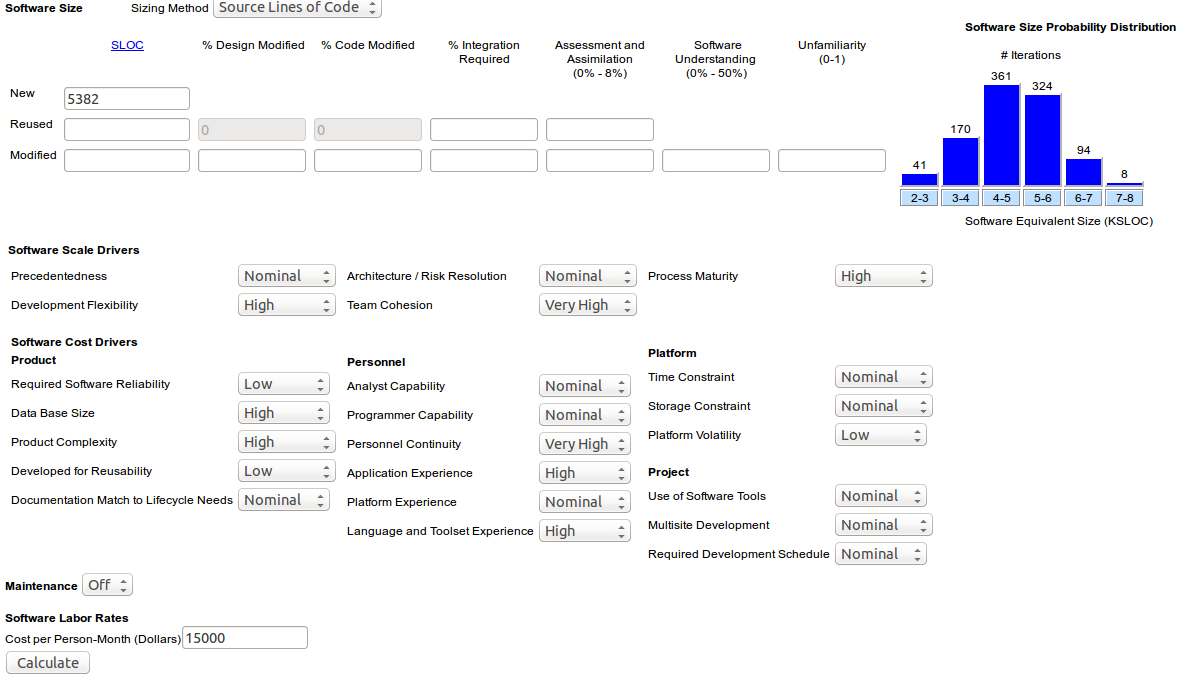 Software Size Sizing Method Source Lines of Code
Software Size Probability Distribution
SLOC % Design Modified % Code Modified % Integration Required Assessment and Assimilation (0% - 8%) Software Understanding (0% - 50%) Unfamiliarity (0-1)
# Iterations
361
324
170
94
41
8
New 5382
Reused 0 0
Modified
2-3 3-4 4-5 5-6 6-7 7-8
Software Equivalent Size (KSLOC)
Software Scale Drivers
Precedentedness Nominal Architecture / Risk Resolution Nominal Process Maturity High
Development Flexibility High Team Cohesion Very High
Software Cost Drivers
Product
Required Software Reliability Low
Data Base Size High
Product Complexity High
Developed for Reusability Low
Documentation Match to Lifecycle Needs Nominal
Personnel
Analyst Capability Nominal
Programmer Capability Nominal
Personnel Continuity Very High
Application Experience High
Platform Experience Nominal
Language and Toolset Experience High
Platform
Time Constraint Nominal
Storage Constraint Nominal
Platform Volatility Low
Project
Use of Software Tools Nominal
Multisite Development Nominal
Required Development Schedule Nominal
Maintenance Off
Software Labor Rates
Cost per Person-Month (Dollars) 15000
Calculate